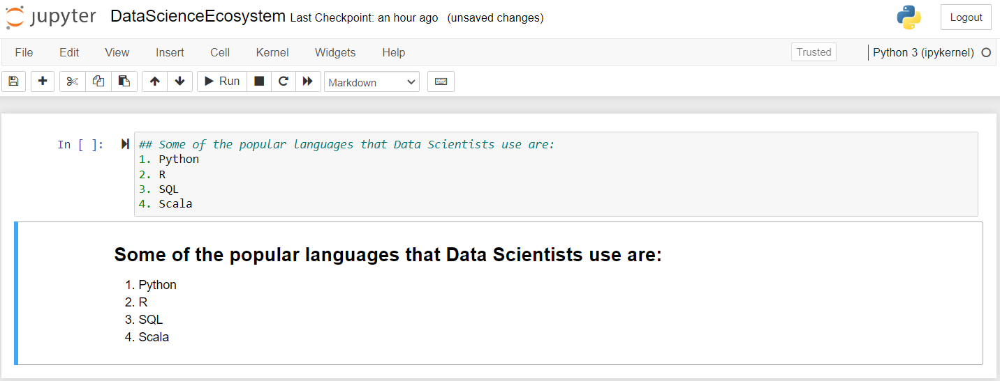 jupyter DataScienceEcosystem Last Checkpoint: an hour ago (unsaved changes) Logout
File Edit View Insert Cell Kernel Widgets Help Trusted Python 3 (ipykernel)
Run Markdown
In [ ]: ## Some of the popular languages that Data Scientists use are:
1. Python
2. R
3. SQL
4. Scala
Some of the popular languages that Data Scientists use are:
1. Python
2. R
3. SQL
4. Scala